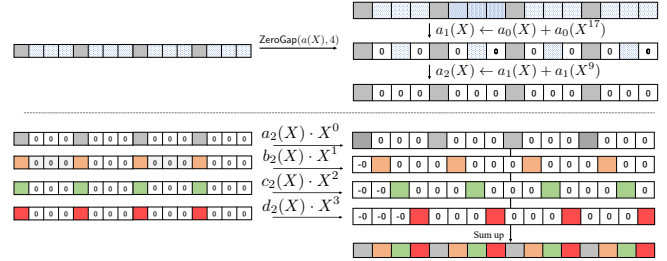 ZeroGap(a(X), 4)
a₁(X) ← a₀(X) + a₀(X¹⁷)
0 0 0 0 0 0 0 0
a₂(X) ← a₁(X) + a₁(X⁹)
0 0 0 0 0 0 0 0 0 0 0 0
0 0 0 0 0 0 0 0 0 0 0 0 a₂(X) · X⁰ 0 0 0 0 0 0 0 0 0 0 0 0
0 0 0 0 0 0 0 0 0 0 0 0 b₂(X) · X¹ -0 0 0 0 0 0 0 0 0 0 0 0
0 0 0 0 0 0 0 0 0 0 0 0 c₂(X) · X² -0 -0 0 0 0 0 0 0 0 0 0 0
0 0 0 0 0 0 0 0 0 0 0 0 d₂(X) · X³ -0 -0 -0 0 0 0 0 0 0 0 0 0
Sum up